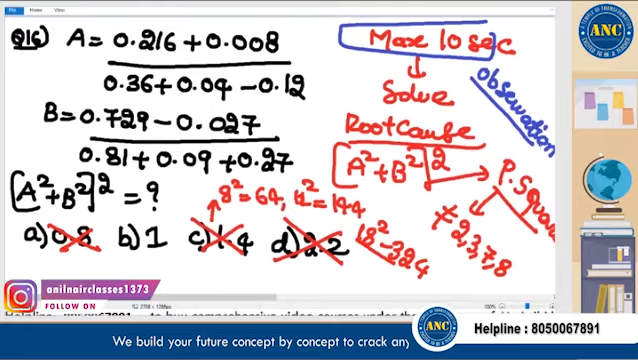 Q16) A = 0.216 + 0.008
0.36 + 0.04 - 0.12
B = 0.729 - 0.027
0.81 + 0.09 + 0.27
[A² + B²]² = ?
a) 0.8 b) 1 c) 1.4 d) 2.2
8² = 64, 12² = 144
18² - 324
Max 10 sec
Solve
Root Cause
[A² + B²]²
P. Squar
≠ 2, 3, 7, 8
observation
ANC
anilnairclasses1373
FOLLOW ON
100%
We build your future concept by concept to crack any
ANC
Helpline : 8050067891